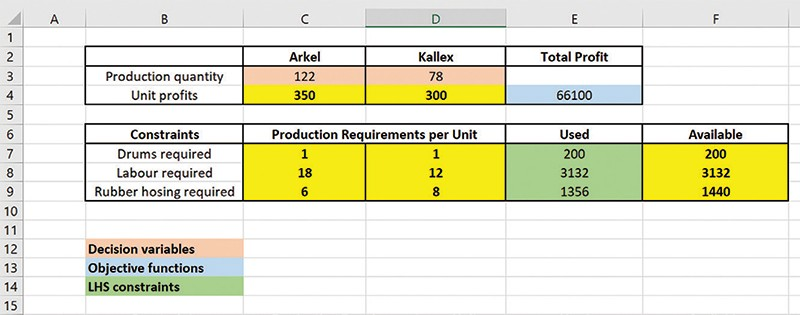 A B C D E F
1
2 Arkel Kallex Total Profit
3 Production quantity 122 78
4 Unit profits 350 300 66100
5
6 Constraints Production Requirements per Unit Used Available
7 Drums required 1 1 200 200
8 Labour required 18 12 3132 3132
9 Rubber hosing required 6 8 1356 1440
10
11
12 Decision variables
13 Objective functions
14 LHS constraints
15